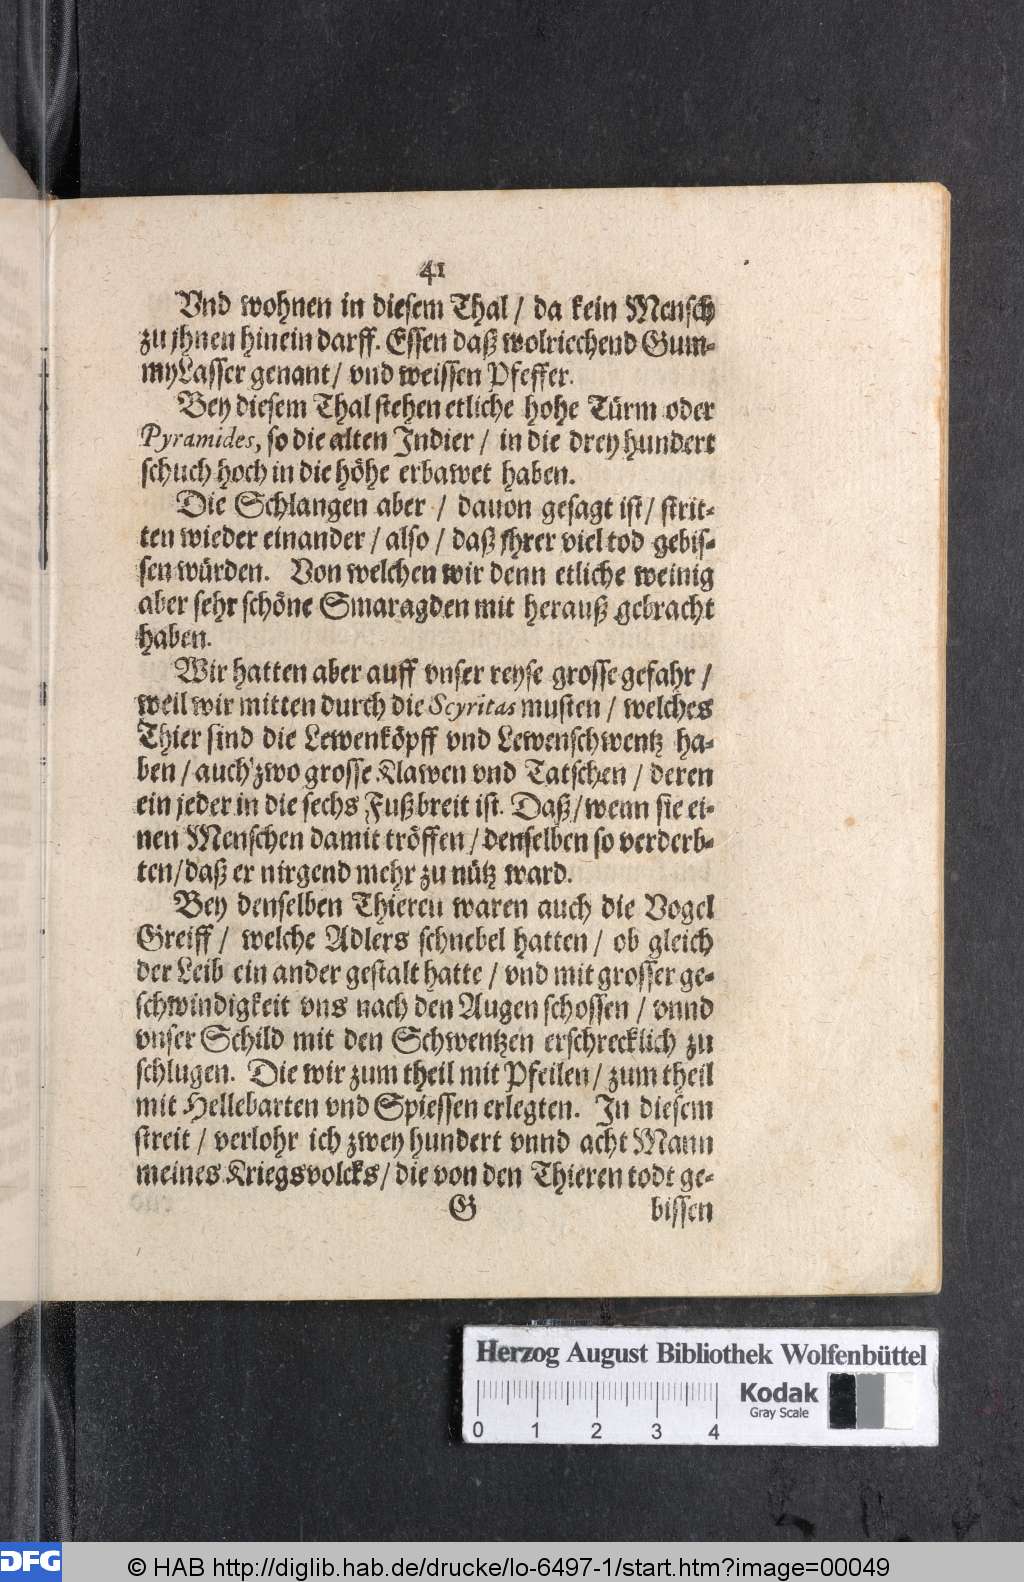 41
Vnd wohnen in diesem Thal / da kein Mensch
zu jhnen hinein darff. Essen daß wolriechend Gum-
myLasser genant / vnd weissen Pfeffer.
Bey diesem Thal stehen etliche hohe Türm oder
Pyramides, so die alten Indier / in die drey hundert
schuch hoch in die höhe erbawet haben.
Die Schlangen aber / dauon gesagt ist / strit-
ten wieder einander / also / daß jhrer viel tod gebis-
sen würden. Von welchen wir denn etliche weinig
aber sehr schöne Smaragden mit herauß gebracht
haben.
Wir hatten aber auff vnser reyse grosse gefahr /
weil wir mitten durch die Scyritas musten / welches
Thier sind die Lewenköpff vnd Lewenschwentz ha-
ben / auch zwo grosse Klawen vnd Tatschen / deren
ein jeder in die sechs Fußbreit ist. Daß / wenn sie ei-
nen Menschen damit tröffen / denselben so verderb-
ten / daß er nirgend mehr zu nütz ward.
Bey denselben Thieren waren auch die Vogel
Greiff / welche Adlers schnebel hatten / ob gleich
der Leib ein ander gestalt hatte / vnd mit grosser ge-
schwindigkeit vns nach den Augen schossen / vnnd
vnser Schild mit den Schwentzen erschrecklich zu
schlugen. Die wir zum theil mit Pfeilen / zum theil
mit Hellebarten vnd Spiessen erlegten. In diesem
streit / verlohr ich zwey hundert vnnd acht Mann
meines Kriegsvolcks / die von den Thieren todt ge-
G bissen
Herzog August Bibliothek Wolfenbüttel
Kodak
Gray Scale
0 1 2 3 4
DFG © HAB http://diglib.hab.de/drucke/lo-6497-1/start.htm?image=00049